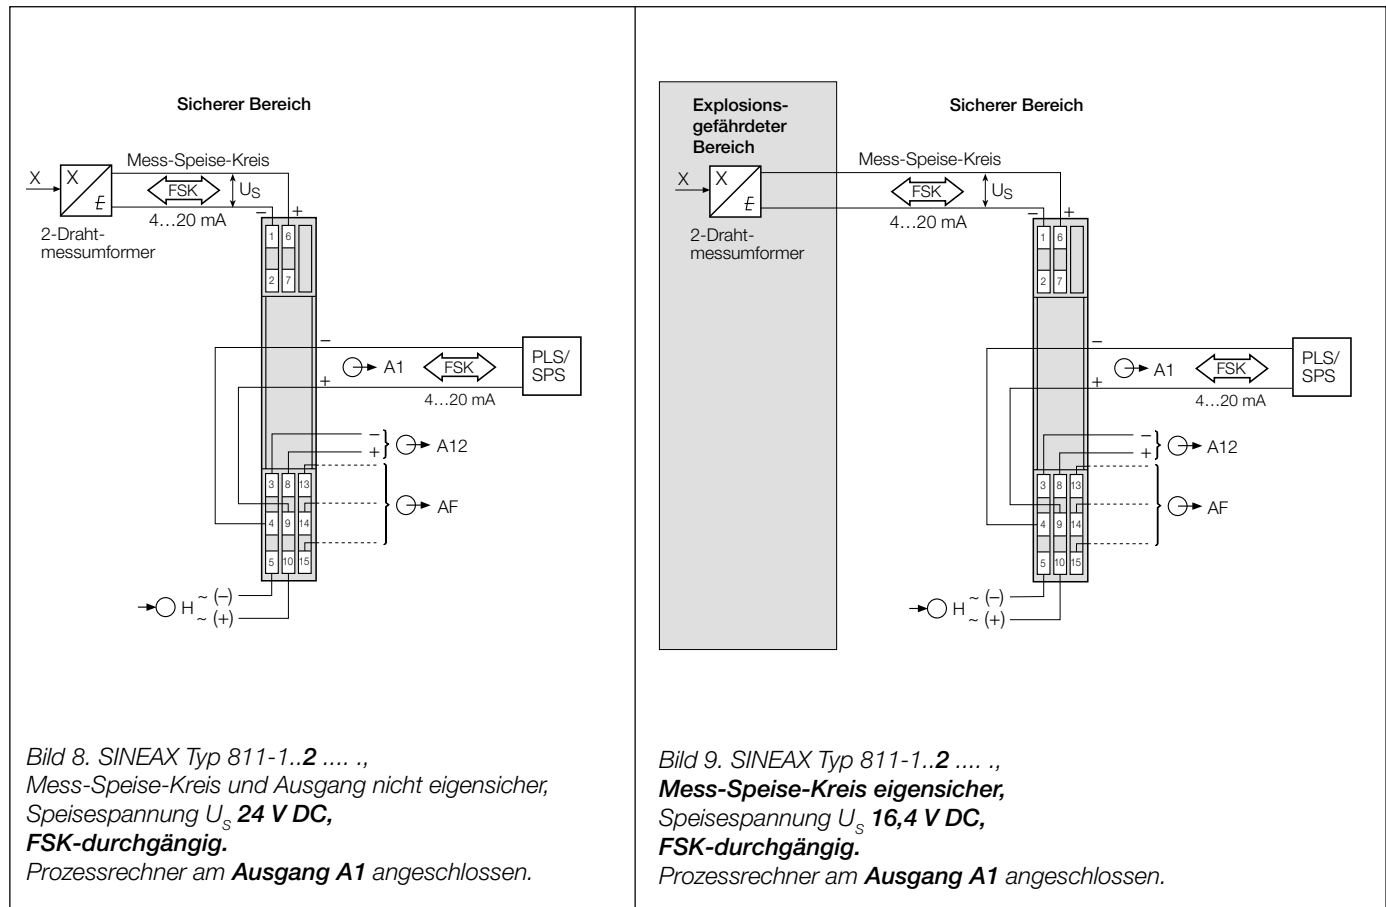 Sicherer Bereich
Mess-Speise-Kreis
X
X
E
FSK
US
4...20 mA
– +
2-Draht-
messumformer
1 6
2 7
–
A1
FSK
PLS/
SPS
+
4...20 mA
–
+
A12
3 8 13
AF
4 9 14
5 10 15
H ~ (–)
~ (+)
Bild 8. SINEAX Typ 811-1..2 .... .,
Mess-Speise-Kreis und Ausgang nicht eigensicher,
Speisespannung US 24 V DC,
FSK-durchgängig.
Prozessrechner am Ausgang A1 angeschlossen.
Explosions-
gefährdeter
Bereich
Sicherer Bereich
Mess-Speise-Kreis
X
X
E
FSK
US
4...20 mA
– +
2-Draht-
messumformer
1 6
2 7
–
A1
FSK
PLS/
SPS
+
4...20 mA
–
+
A12
3 8 13
AF
4 9 14
5 10 15
H ~ (–)
~ (+)
Bild 9. SINEAX Typ 811-1..2 .... .,
Mess-Speise-Kreis eigensicher,
Speisespannung US 16,4 V DC,
FSK-durchgängig.
Prozessrechner am Ausgang A1 angeschlossen.